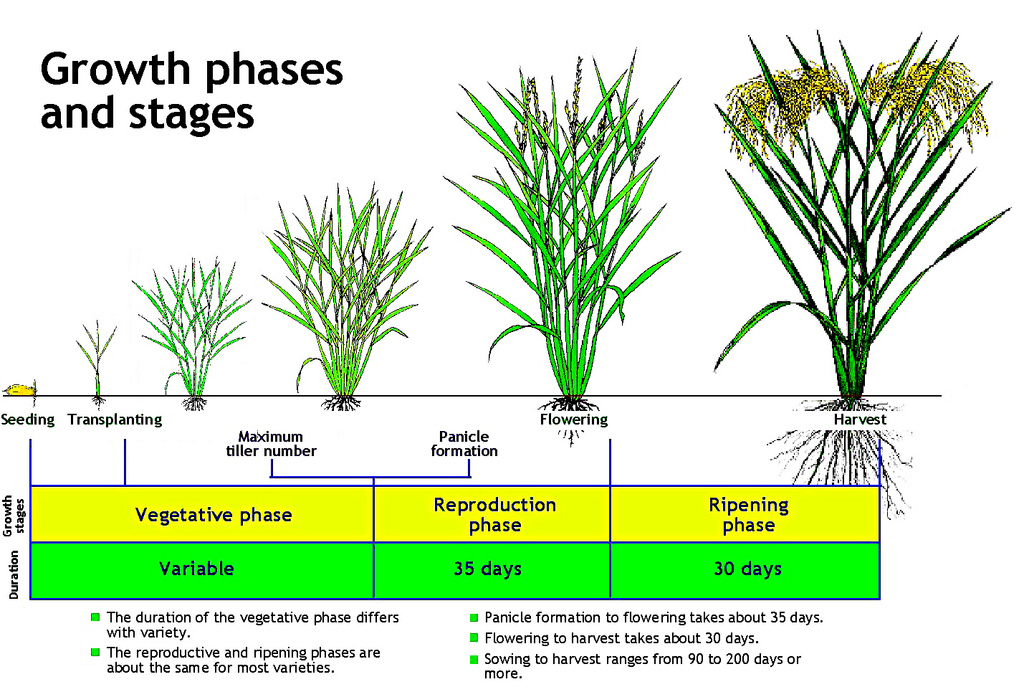 Growth phases
and stages
Seeding
Transplanting
Flowering
Harvest
Maximum
tiller number
Panicle
formation
Growth
stages
Vegetative phase
Reproduction
phase
Ripening
phase
Duration
Variable
35 days
30 days
The duration of the vegetative phase differs
with variety.
The reproductive and ripening phases are
about the same for most varieties.
Panicle formation to flowering takes about 35 days.
Flowering to harvest takes about 30 days.
Sowing to harvest ranges from 90 to 200 days or
more.